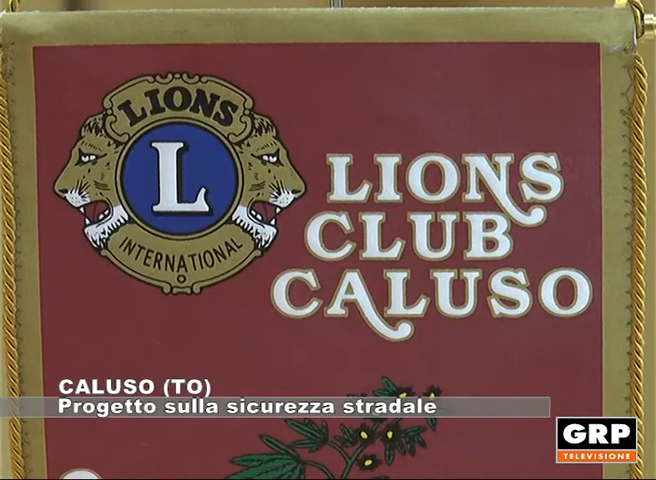 LIONS
L
INTERNATIONAL
LIONS
CLUB
CALUSO
CALUSO (TO)
Progetto sulla sicurezza stradale
GRP
TELEVISIONE